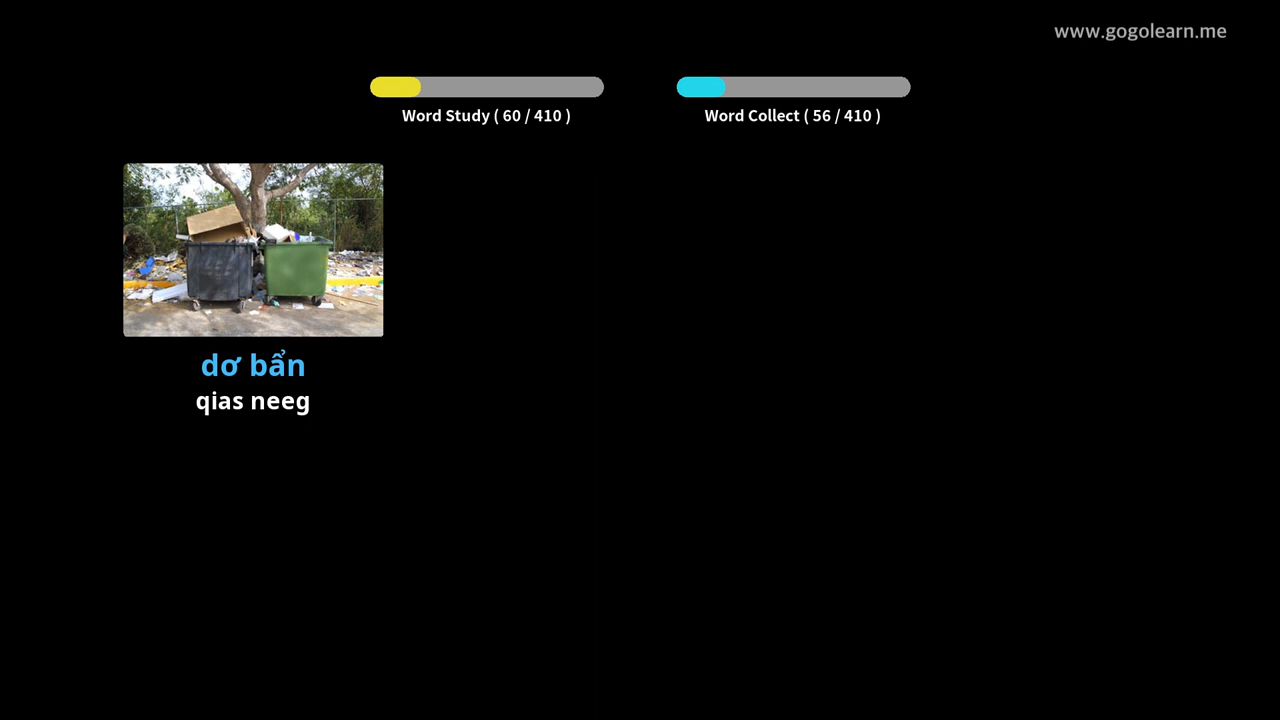 www.gogolearn.me
Word Study ( 60 / 410 )
Word Collect ( 56 / 410 )
dơ bẩn
qias neeg